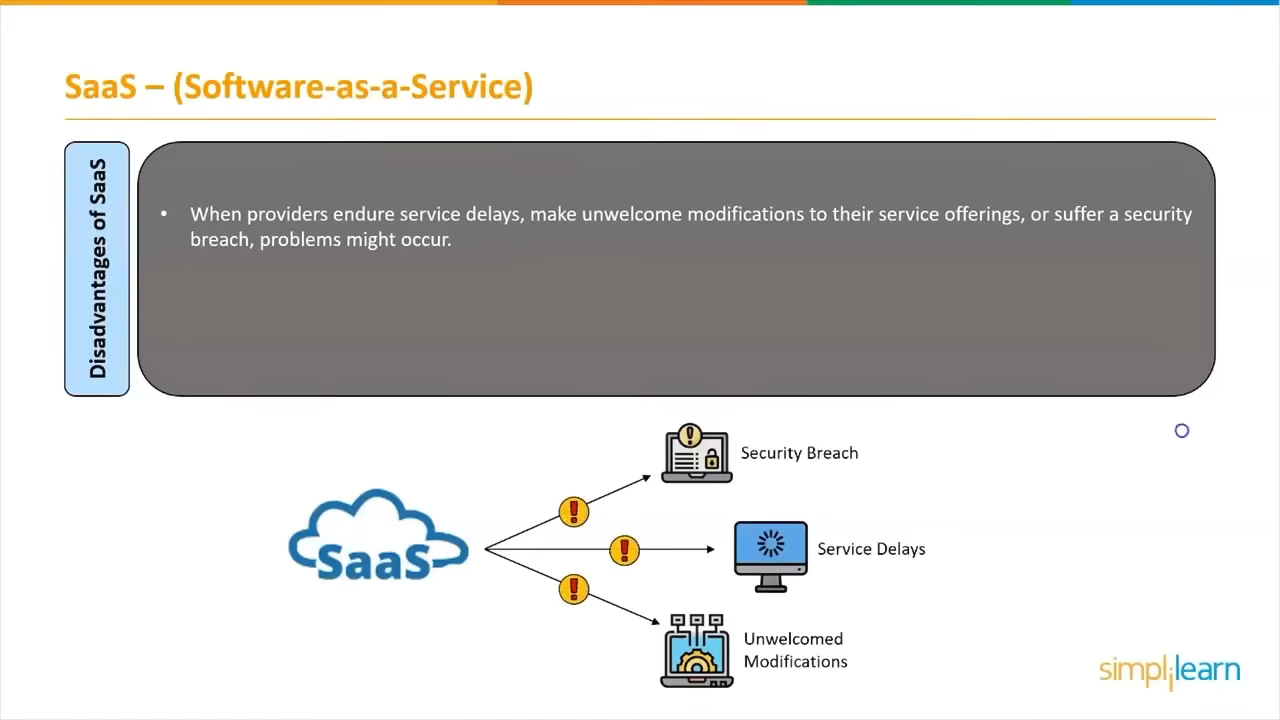 SaaS – (Software-as-a-Service)
Disadvantages of SaaS
• When providers endure service delays, make unwelcome modifications to their service offerings, or suffer a security
breach, problems might occur.
Security Breach
SaaS
Service Delays
Unwelcomed
Modifications
simplilearn